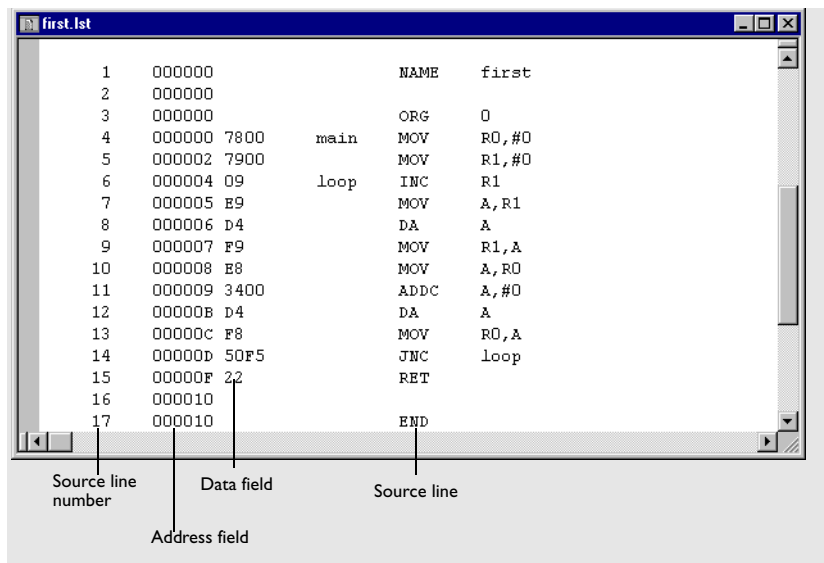 first.lst
1 000000 NAME first
2 000000
3 000000 ORG 0
4 000000 7800 main MOV R0,#0
5 000002 7900 MOV R1,#0
6 000004 09 loop INC R1
7 000005 E9 MOV A,R1
8 000006 D4 DA A
9 000007 F9 MOV R1,A
10 000008 E8 MOV A,R0
11 000009 3400 ADDC A,#0
12 00000B D4 DA A
13 00000C F8 MOV R0,A
14 00000D 50F5 JNC loop
15 00000F 22 RET
16 000010
17 000010 END
Source line number
Data field
Source line
Address field